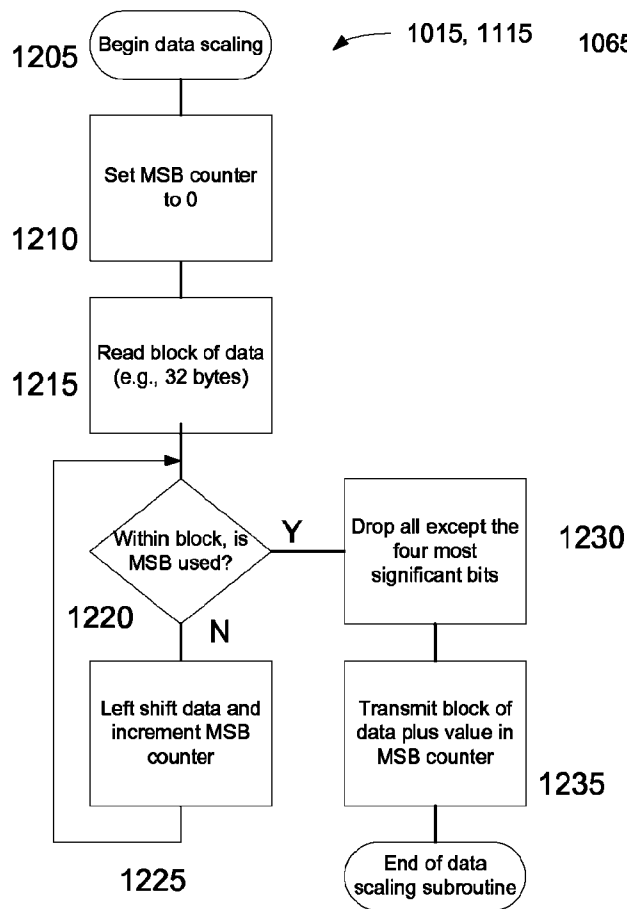 Begin data scaling
1015, 1115
1065
1205
Set MSB counter
to 0
1210
Read block of data
(e.g., 32 bytes)
1215
Within block, is
MSB used?
Y
Drop all except the
four most
significant bits
1230
1220
N
Left shift data and
increment MSB
counter
Transmit block of
data plus value in
MSB counter
1235
1225
End of data
scaling subroutine